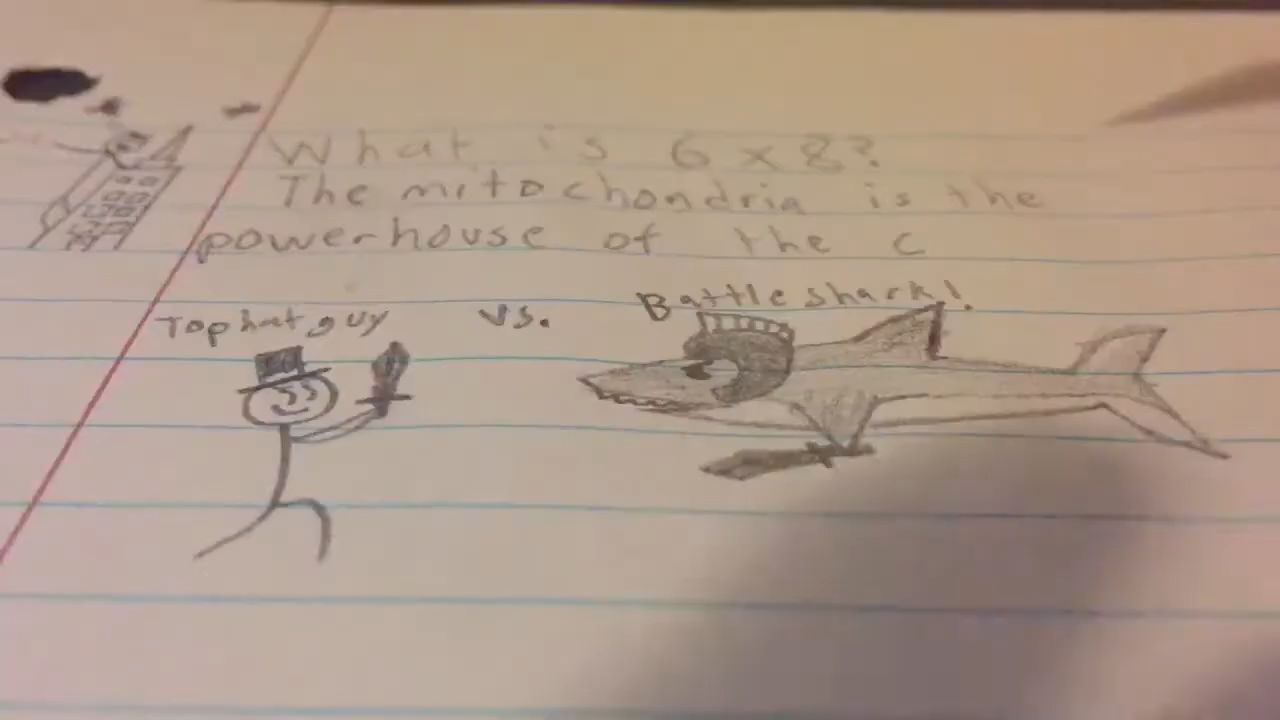 What is 6 x 8?
The mitochondria is the
powerhouse of the c
Top hat guy vs. Battle shark!